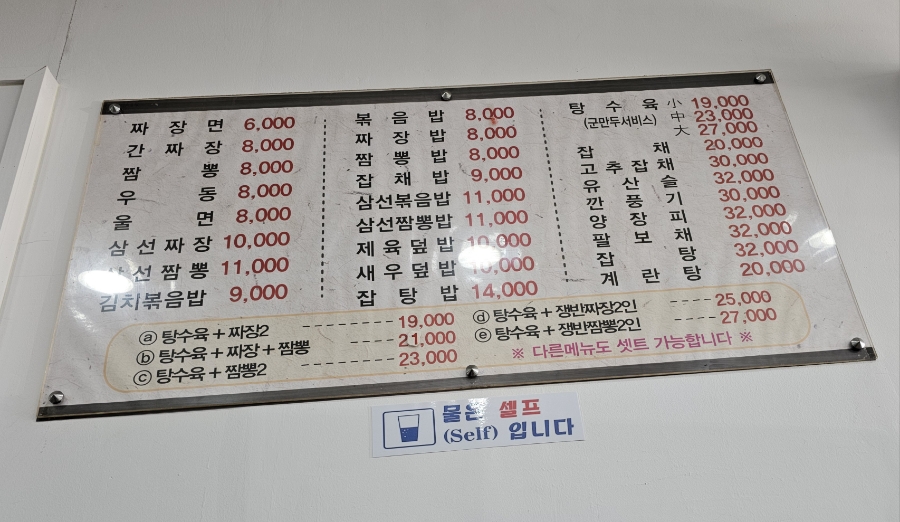 짜장면 6,000
간짜장 8,000
짬뽕 8,000
우동 8,000
울면 8,000
삼선짜장 10,000
삼선짬뽕 11,000
김치볶음밥 9,000
볶음밥 8,000
짜장밥 8,000
짬뽕밥 8,000
잡채밥 9,000
삼선볶음밥 11,000
삼선짬뽕밥 11,000
제육덮밥 10,000
새우덮밥 10,000
잡탕밥 14,000
탕수육 小 19,000
(군만두서비스) 中 23,000
大 27,000
잡채 20,000
고추잡채 30,000
유산슬 32,000
깐풍기 30,000
양장피 32,000
팔보채 32,000
잡탕 32,000
계란탕 20,000
ⓐ 탕수육 + 짜장2 ---------- 19,000
ⓑ 탕수육 + 짜장 + 짬뽕 ----- 21,000
ⓒ 탕수육 + 짬뽕2 ---------- 23,000
ⓓ 탕수육 + 쟁반짜장2인 ---- 25,000
ⓔ 탕수육 + 쟁반짬뽕2인 ---- 27,000
※ 다른메뉴도 셋트 가능합니다 ※
물은 셀프
(Self) 입니다